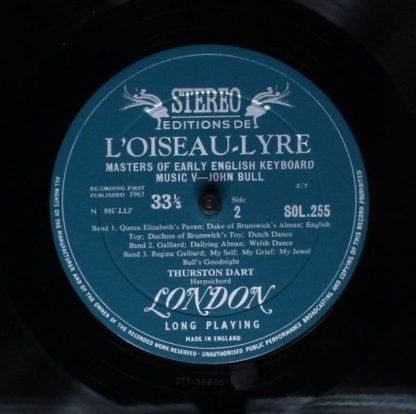 STEREO
EDITIONS DE
L'OISEAU-LYRE
MASTERS OF EARLY ENGLISH KEYBOARD
MUSIC V—JOHN BULL
RECORDING FIRST
PUBLISHED 1963
33⅓
Side
2
2/T
SOL.255
Band 1. Queen Elizabeth's Pavan; Duke of Brunswick's Alman; English
Toy; Duchess of Brunswick's Toy; Dutch Dance
Band 2. Galliard; Dallying Alman; Welsh Dance
Band 3. Regina Galliard; My Self; My Grief; My Jewel
Bull's Goodnight
THURSTON DART
Harpsichord
LONDON
LONG PLAYING
MADE IN ENGLAND
ALL RIGHTS OF THE MANUFACTURER AND OF THE OWNER OF THE RECORDED WORK RESERVED - UNAUTHORISED PUBLIC PERFORMANCE BROADCASTING AND COPYING OF THIS RECORD PROHIBITED